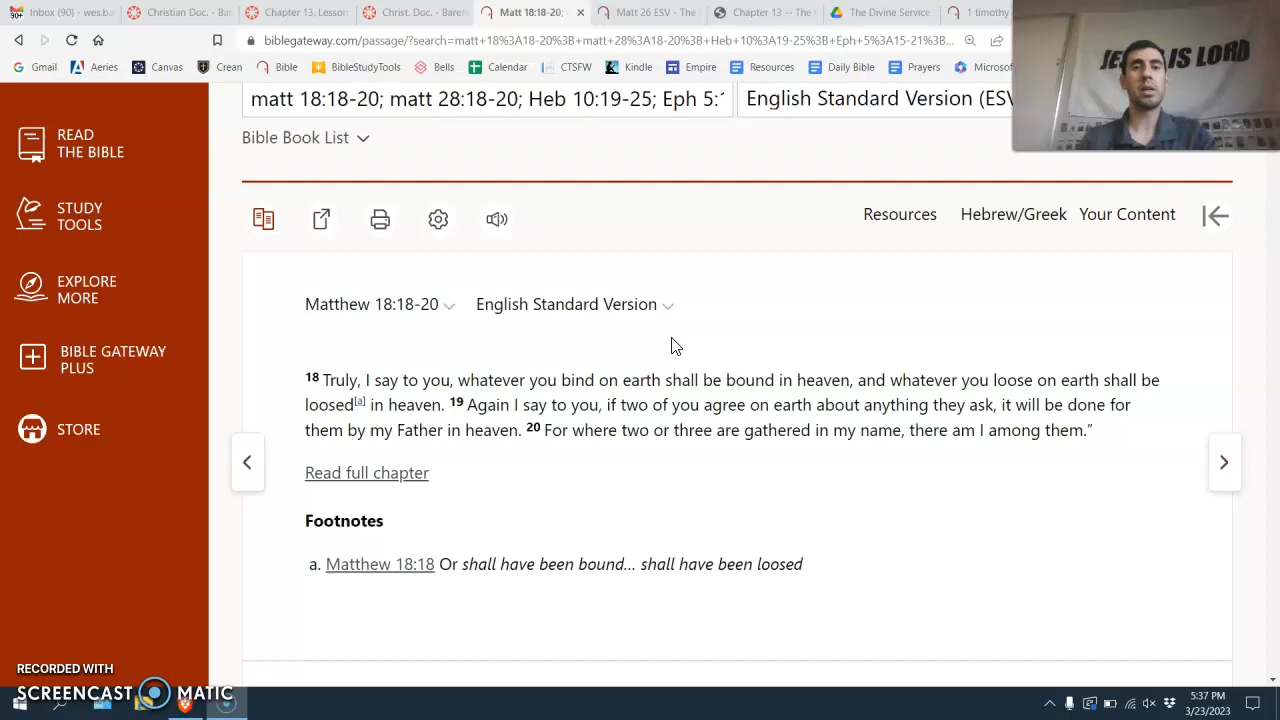 Inbox (90) - wes.ba
Christian Doc. - Ba
Chapter 13, Lesson
Christ. Doc. - Barel
Matt 18:18-20;
Matt 26 ESV - The
Chapter 13 -- The
The Divine Service
1 timothy
biblegateway.com/passage/?search=matt+18%3A18-20%3B+matt+28%3A18-20%3B+Heb+10%3A19-25%3B+Eph+5%3A15-21%3B...
Gmail
Aeries
Canvas
Crean
Bible
BibleStudyTools
Bells
Calendar
CTSFW
Kindle
Empire
Resources
Daily Bible
Prayers
Microsof
JESUS IS LORD
matt 18:18-20; matt 28:18-20; Heb 10:19-25; Eph 5:1
English Standard Version (ESV
Bible Book List
READ
THE BIBLE
STUDY
TOOLS
EXPLORE
MORE
BIBLE GATEWAY
PLUS
STORE
Resources
Hebrew/Greek
Your Content
Matthew 18:18-20
English Standard Version
18 Truly, I say to you, whatever you bind on earth shall be bound in heaven, and whatever you loose on earth shall be
loosed[a] in heaven. 19 Again I say to you, if two of you agree on earth about anything they ask, it will be done for
them by my Father in heaven. 20 For where two or three are gathered in my name, there am I among them.”
Read full chapter
Footnotes
a. Matthew 18:18 Or shall have been bound... shall have been loosed
RECORDED WITH
SCREENCAST MATIC
5:37 PM
3/23/2023